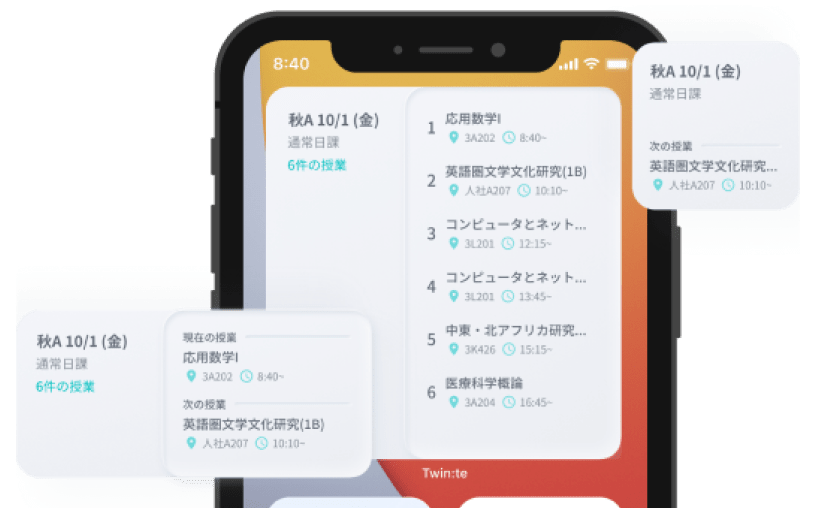 8:40
秋A 10/1 (金)
通常日課
6件の授業
1
応用数学I
3A202 8:40~
2
英語圏文学文化研究(1B)
人社A207 10:10~
3
コンピュータとネット...
3L201 12:15~
4
コンピュータとネット...
3L201 13:45~
5
中東・北アフリカ研究...
3K426 15:15~
6
医療科学概論
3A204 16:45~
Twin:te
秋A 10/1 (金)
通常日課
次の授業
英語圏文学文化研究...
人社A207 10:10~
秋A 10/1 (金)
通常日課
6件の授業
現在の授業
応用数学I
3A202 8:40~
次の授業
英語圏文学文化研究(1B)
人社A207 10:10~